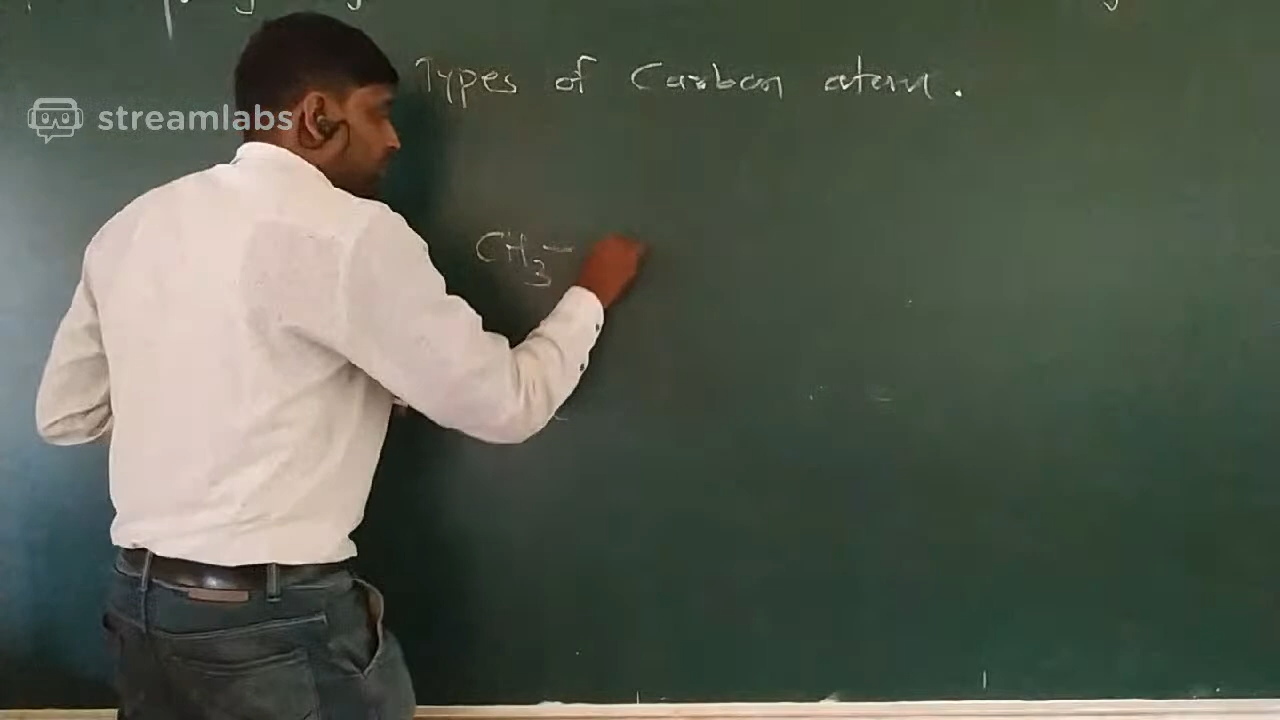 streamlabs
Types of Carbon atom.
CH3-